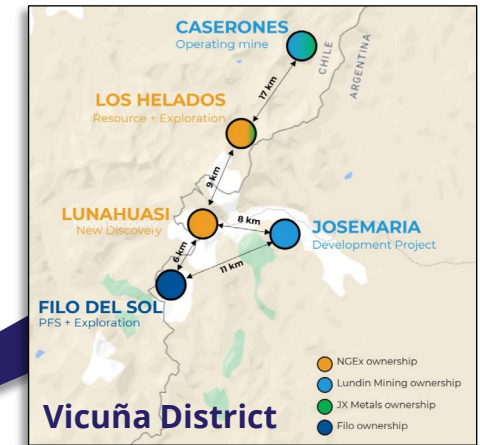 CASERONES
Operating mine
CHILE
ARGENTINA
17 km
LOS HELADOS
Resource + Exploration
9 km
LUNAHUASI
New Discovery
8 km
JOSEMARIA
Development Project
6 km
11 km
FILO DEL SOL
PFS + Exploration
NGEx ownership
Lundin Mining ownership
JX Metals ownership
Filo ownership
Vicuña District